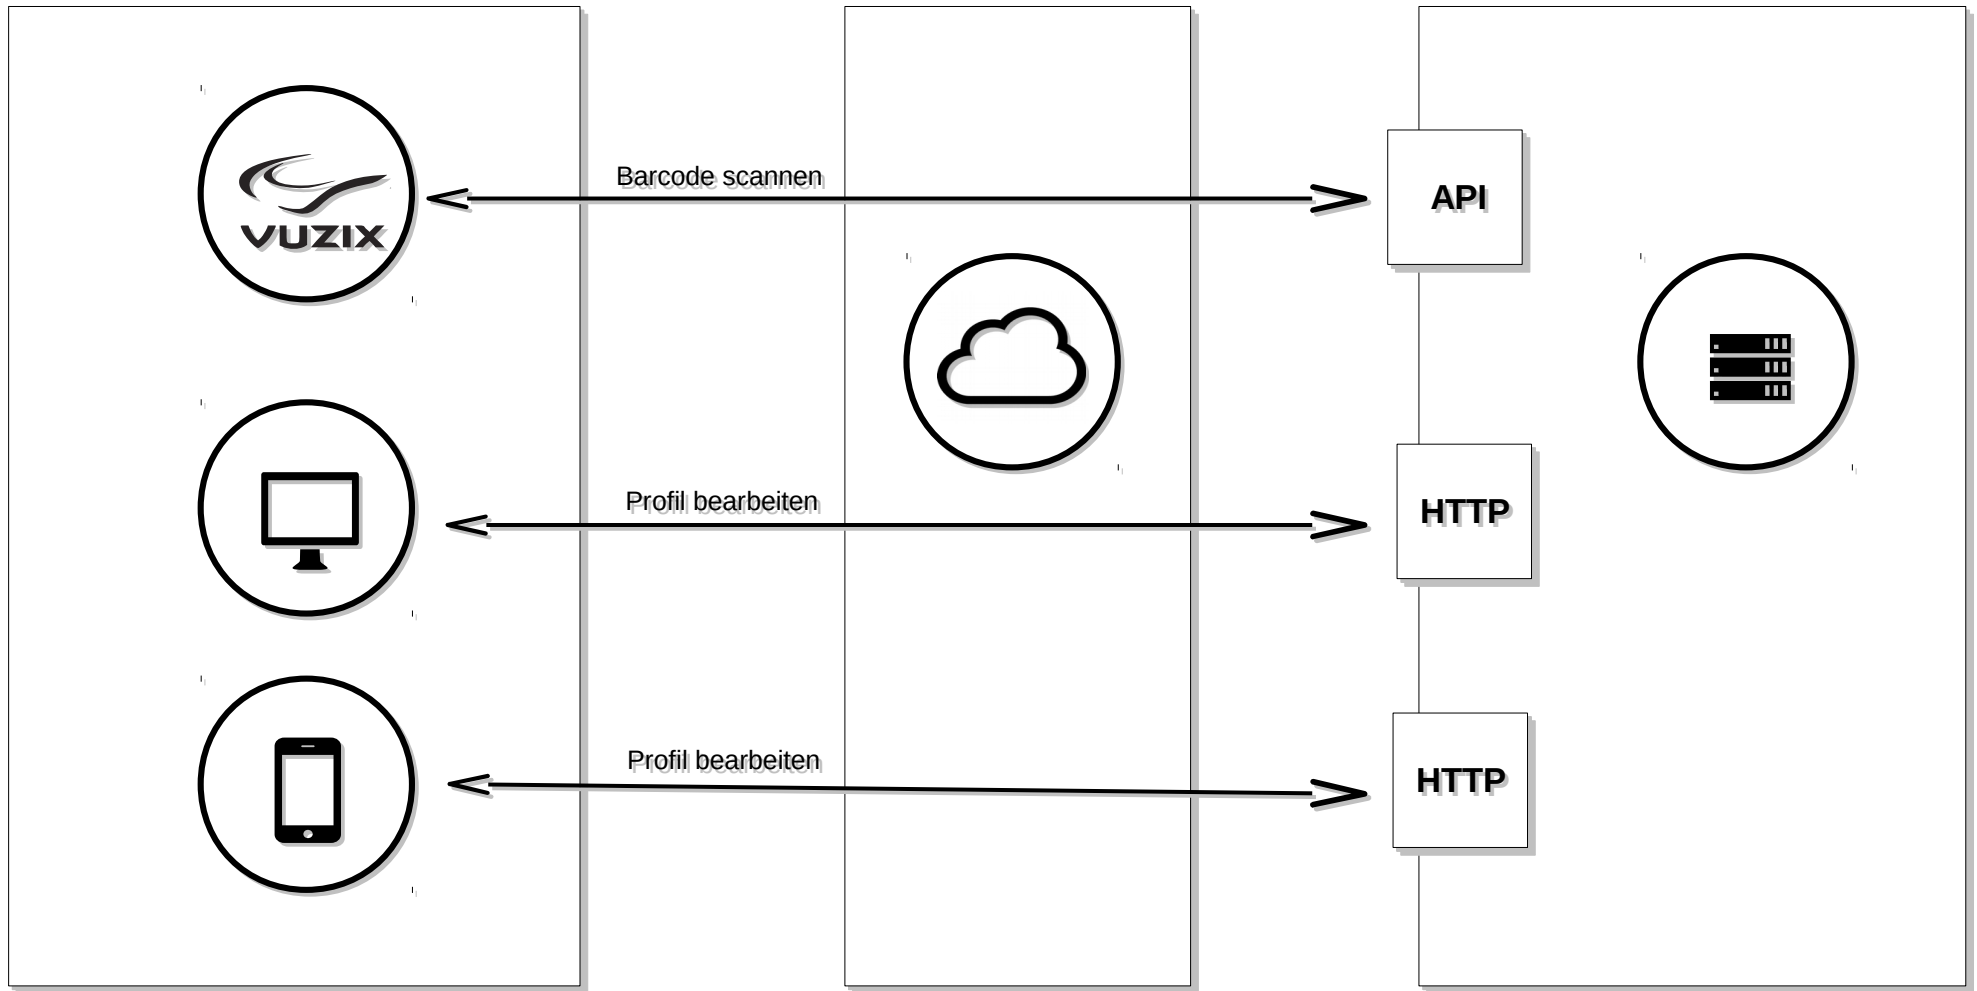 Barcode scannen
API
VUZIX
Profil bearbeiten
HTTP
Profil bearbeiten
HTTP